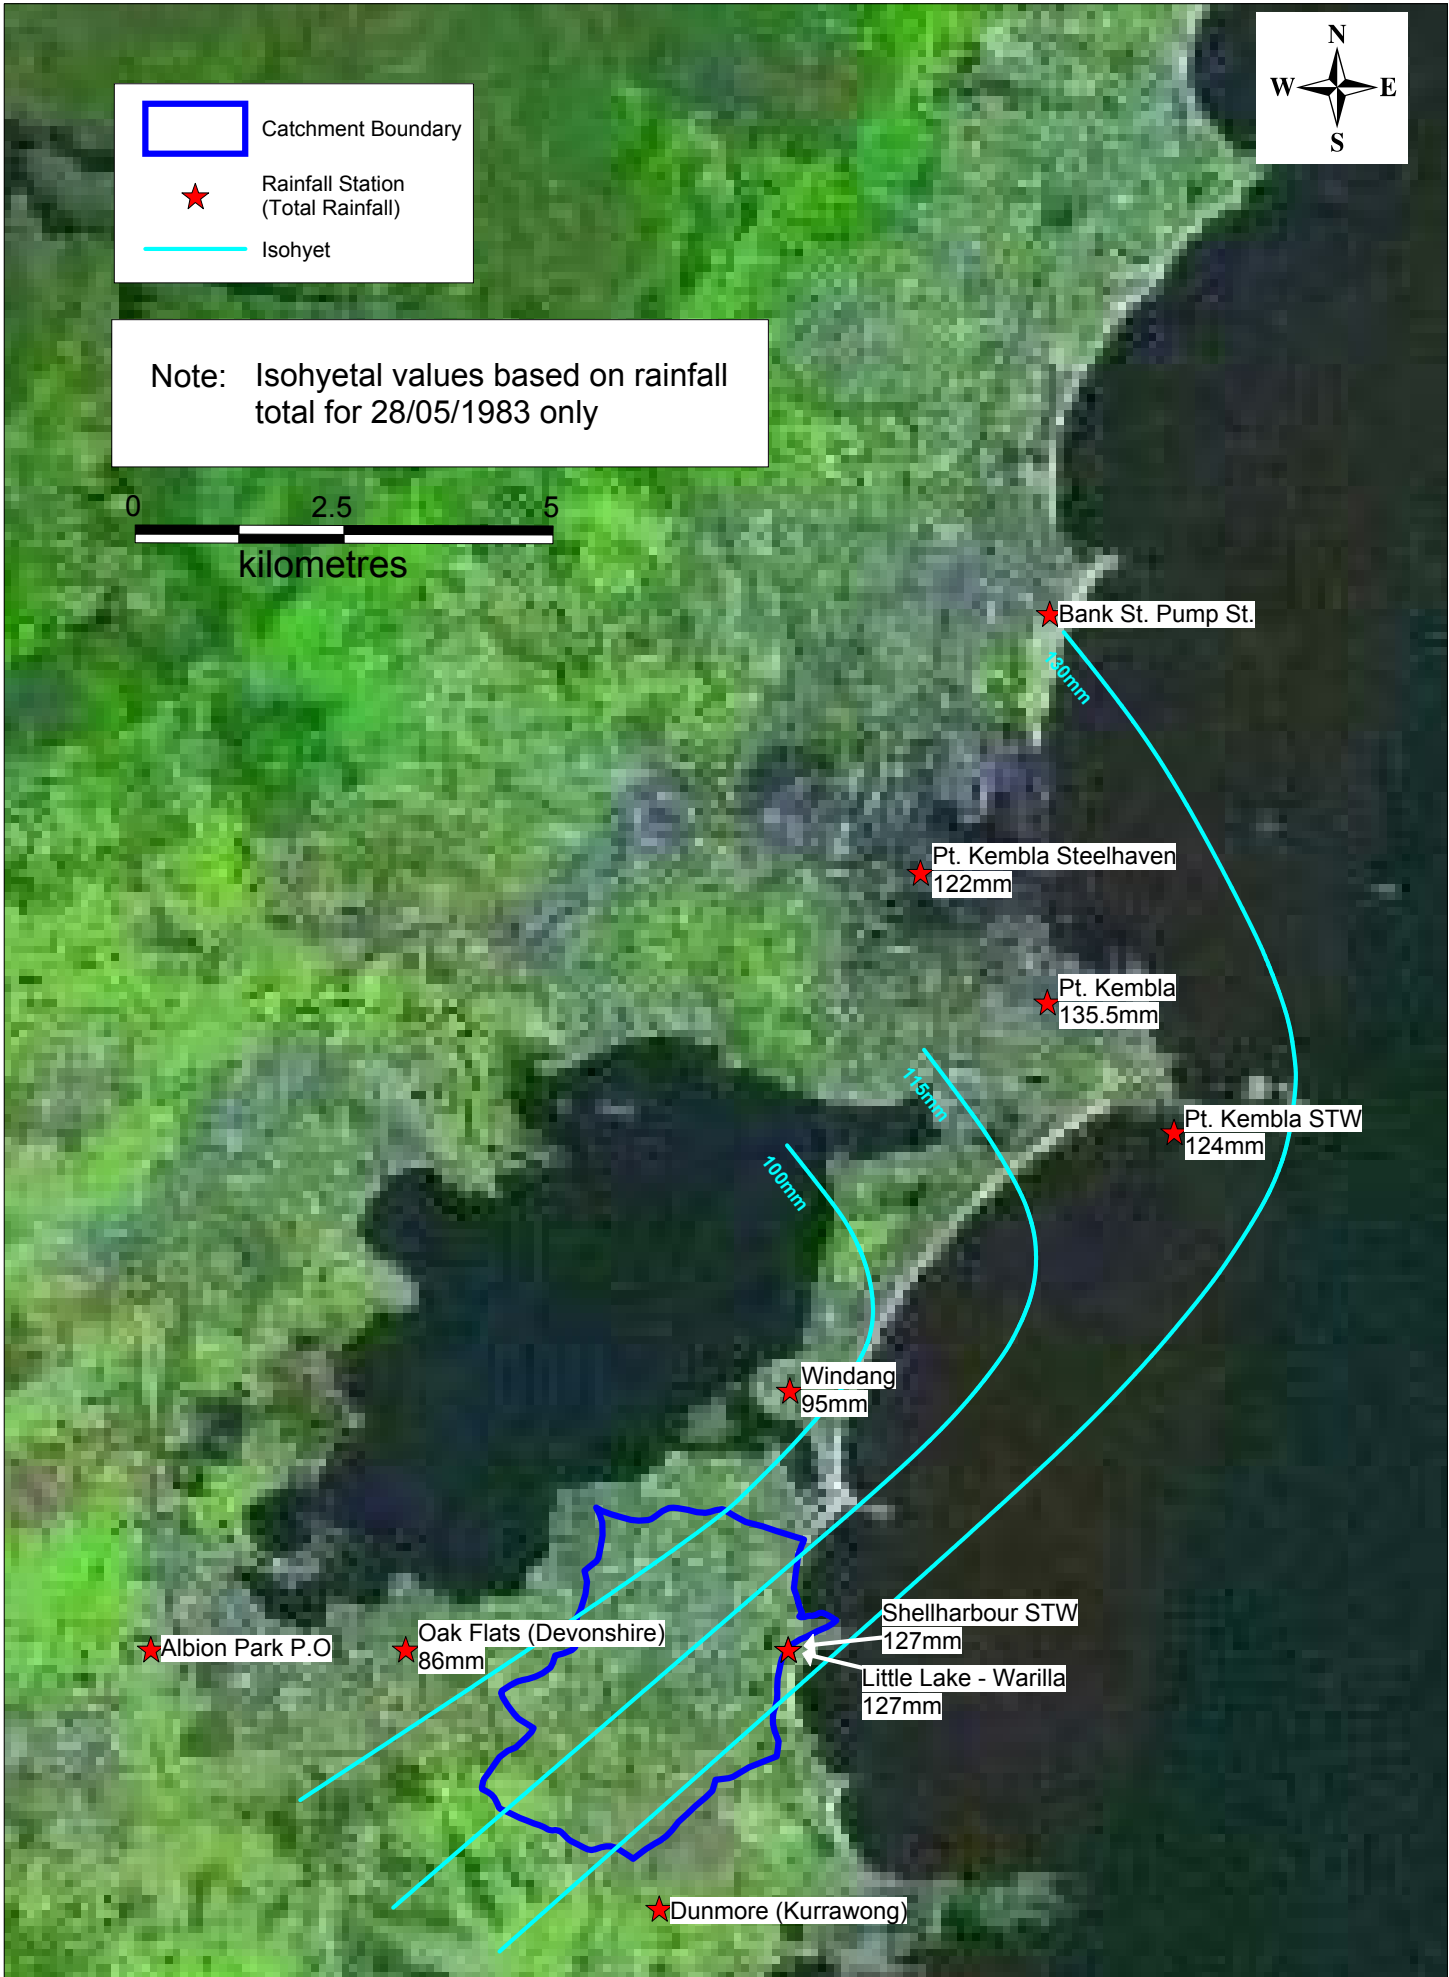 N
W E
S
Catchment Boundary
Rainfall Station
(Total Rainfall)
Isohyet
Note: Isohyetal values based on rainfall
total for 28/05/1983 only
0 2.5 5
kilometres
Bank St. Pump St.
130mm
Pt. Kembla Steelhaven
122mm
Pt. Kembla
135.5mm
115mm
Pt. Kembla STW
124mm
100mm
Windang
95mm
Shellharbour STW
127mm
Oak Flats (Devonshire)
86mm
Albion Park P.O
Little Lake - Warilla
127mm
Dunmore (Kurrawong)